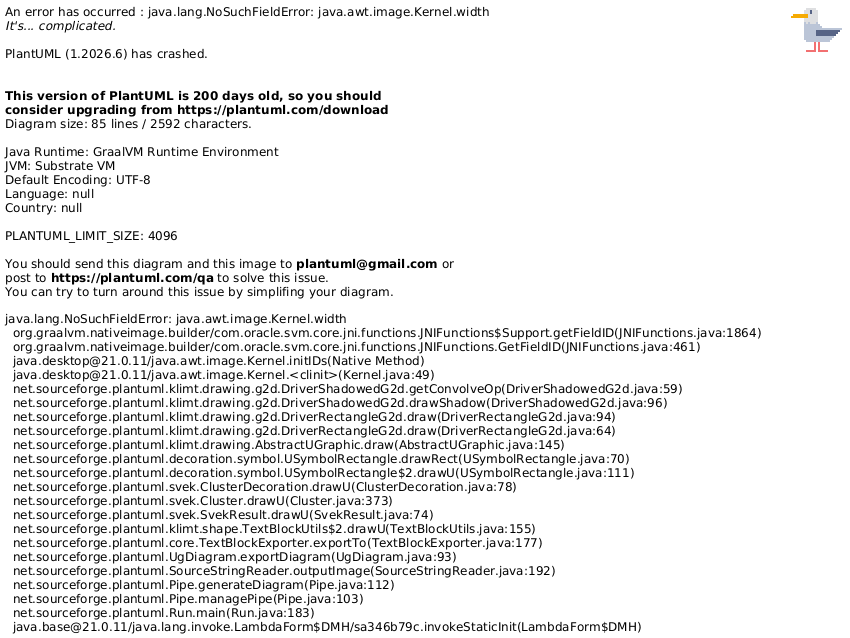 An error has occurred : java.lang.NoSuchFieldError: java.awt.image.Kernel.width
It's... complicated.
PlantUML (1.2026.6) has crashed.
This version of PlantUML is 200 days old, so you should
consider upgrading from https://plantuml.com/download
Diagram size: 85 lines / 2592 characters.
Java Runtime: GraalVM Runtime Environment
JVM: Substrate VM
Default Encoding: UTF-8
Language: null
Country: null
PLANTUML_LIMIT_SIZE: 4096
You should send this diagram and this image to plantuml@gmail.com or
post to https://plantuml.com/qa to solve this issue.
You can try to turn around this issue by simplifing your diagram.
java.lang.NoSuchFieldError: java.awt.image.Kernel.width
org.graalvm.nativeimage.builder/com.oracle.svm.core.jni.functions.JNIFunctions$Support.getFieldID(JNIFunctions.java:1864)
org.graalvm.nativeimage.builder/com.oracle.svm.core.jni.functions.JNIFunctions.GetFieldID(JNIFunctions.java:461)
java.desktop@21.0.11/java.awt.image.Kernel.initIDs(Native Method)
java.desktop@21.0.11/java.awt.image.Kernel.<clinit>(Kernel.java:49)
net.sourceforge.plantuml.klimt.drawing.g2d.DriverShadowedG2d.getConvolveOp(DriverShadowedG2d.java:59)
net.sourceforge.plantuml.klimt.drawing.g2d.DriverShadowedG2d.drawShadow(DriverShadowedG2d.java:96)
net.sourceforge.plantuml.klimt.drawing.g2d.DriverRectangleG2d.draw(DriverRectangleG2d.java:94)
net.sourceforge.plantuml.klimt.drawing.g2d.DriverRectangleG2d.draw(DriverRectangleG2d.java:64)
net.sourceforge.plantuml.klimt.drawing.AbstractUGraphic.draw(AbstractUGraphic.java:145)
net.sourceforge.plantuml.decoration.symbol.USymbolRectangle.drawRect(USymbolRectangle.java:70)
net.sourceforge.plantuml.decoration.symbol.USymbolRectangle$2.drawU(USymbolRectangle.java:111)
net.sourceforge.plantuml.svek.ClusterDecoration.drawU(ClusterDecoration.java:78)
net.sourceforge.plantuml.svek.Cluster.drawU(Cluster.java:373)
net.sourceforge.plantuml.svek.SvekResult.drawU(SvekResult.java:74)
net.sourceforge.plantuml.klimt.shape.TextBlockUtils$2.drawU(TextBlockUtils.java:155)
net.sourceforge.plantuml.core.TextBlockExporter.exportTo(TextBlockExporter.java:177)
net.sourceforge.plantuml.UgDiagram.exportDiagram(UgDiagram.java:93)
net.sourceforge.plantuml.SourceStringReader.outputImage(SourceStringReader.java:192)
net.sourceforge.plantuml.Pipe.generateDiagram(Pipe.java:112)
net.sourceforge.plantuml.Pipe.managePipe(Pipe.java:103)
net.sourceforge.plantuml.Run.main(Run.java:183)
java.base@21.0.11/java.lang.invoke.LambdaForm$DMH/sa346b79c.invokeStaticInit(LambdaForm$DMH)